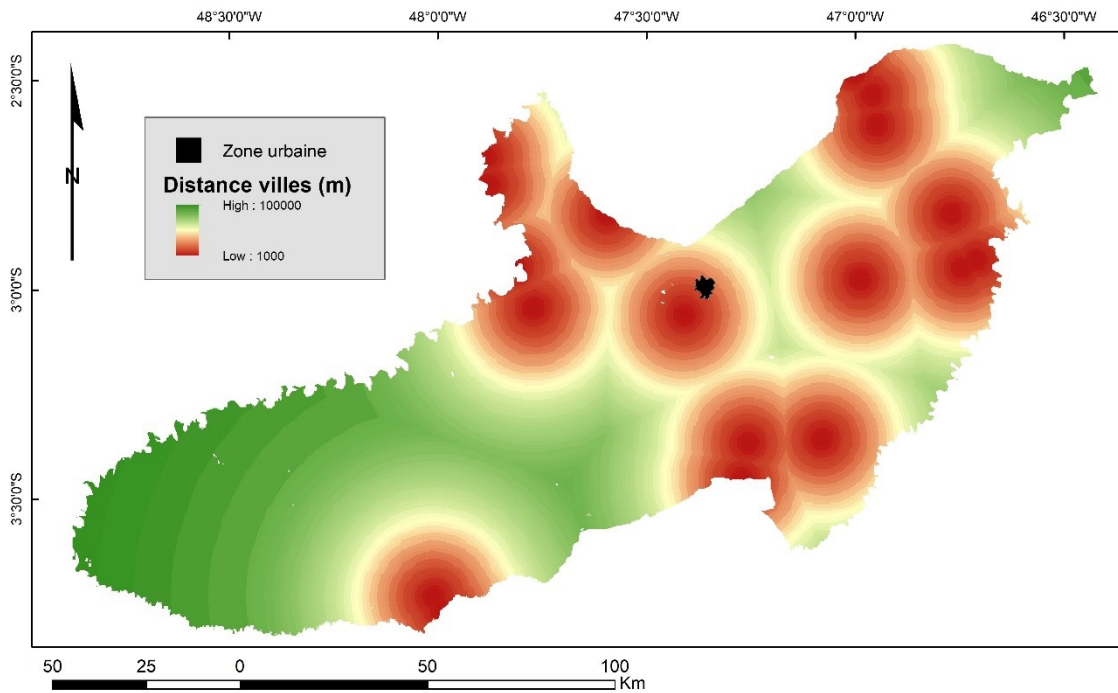 48°30'0"W 48°0'0"W 47°30'0"W 47°0'0"W 46°30'0"W
2°30'0"S
3°00'0"S
3°30'0"S
N
Zone urbaine
Distance villes (m)
High : 100000
Low : 1000
50 25 0 50 100
Km